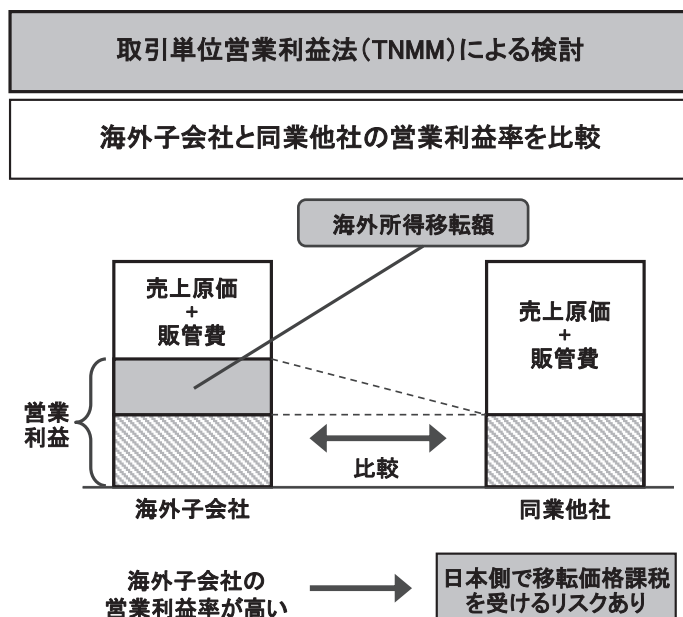 取引単位営業利益法(TNMM)による検討
海外子会社と同業他社の営業利益率を比較
海外所得移転額
売上原価
+
販管費
売上原価
+
販管費
営業
利益
比較
海外子会社
同業他社
海外子会社の
営業利益率が高い
日本側で移転価格課税
を受けるリスクあり